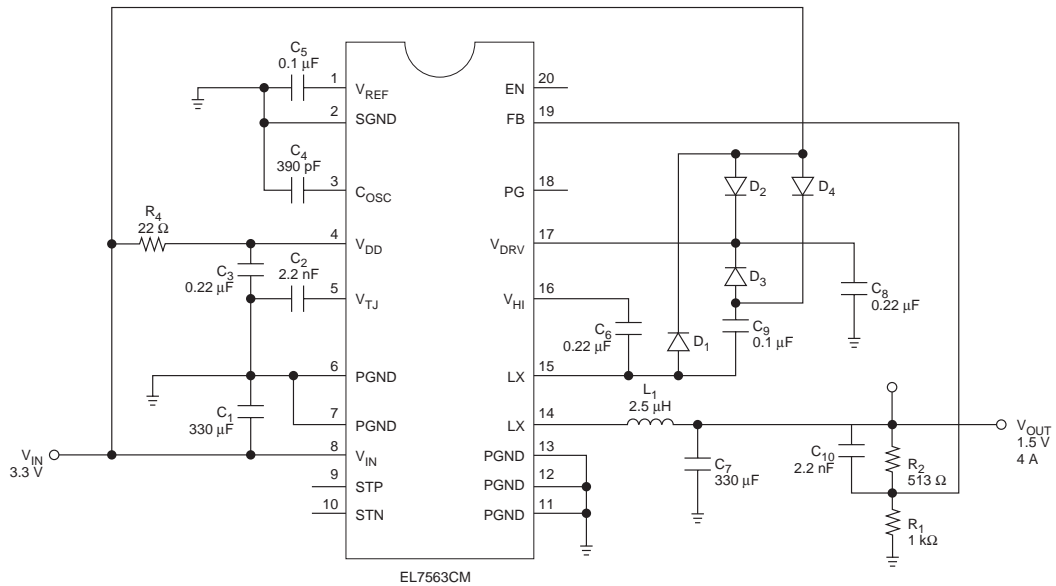 C5
0.1 μF
1
VREF
2
SGND
C4
390 pF
3
COSC
R4
22 Ω
4
VDD
C3
0.22 μF
C2
2.2 nF
5
VTJ
6
PGND
C1
330 μF
7
PGND
VIN
3.3 V
8
VIN
9
STP
10
STN
EN
20
FB
19
PG
18
VDRV
17
VHI
16
LX
15
LX
14
PGND
13
PGND
12
PGND
11
D2
D4
D3
D1
C6
0.22 μF
C9
0.1 μF
C8
0.22 μF
L1
2.5 μH
C7
330 μF
C10
2.2 nF
R2
513 Ω
R1
1 kΩ
VOUT
1.5 V
4 A
EL7563CM